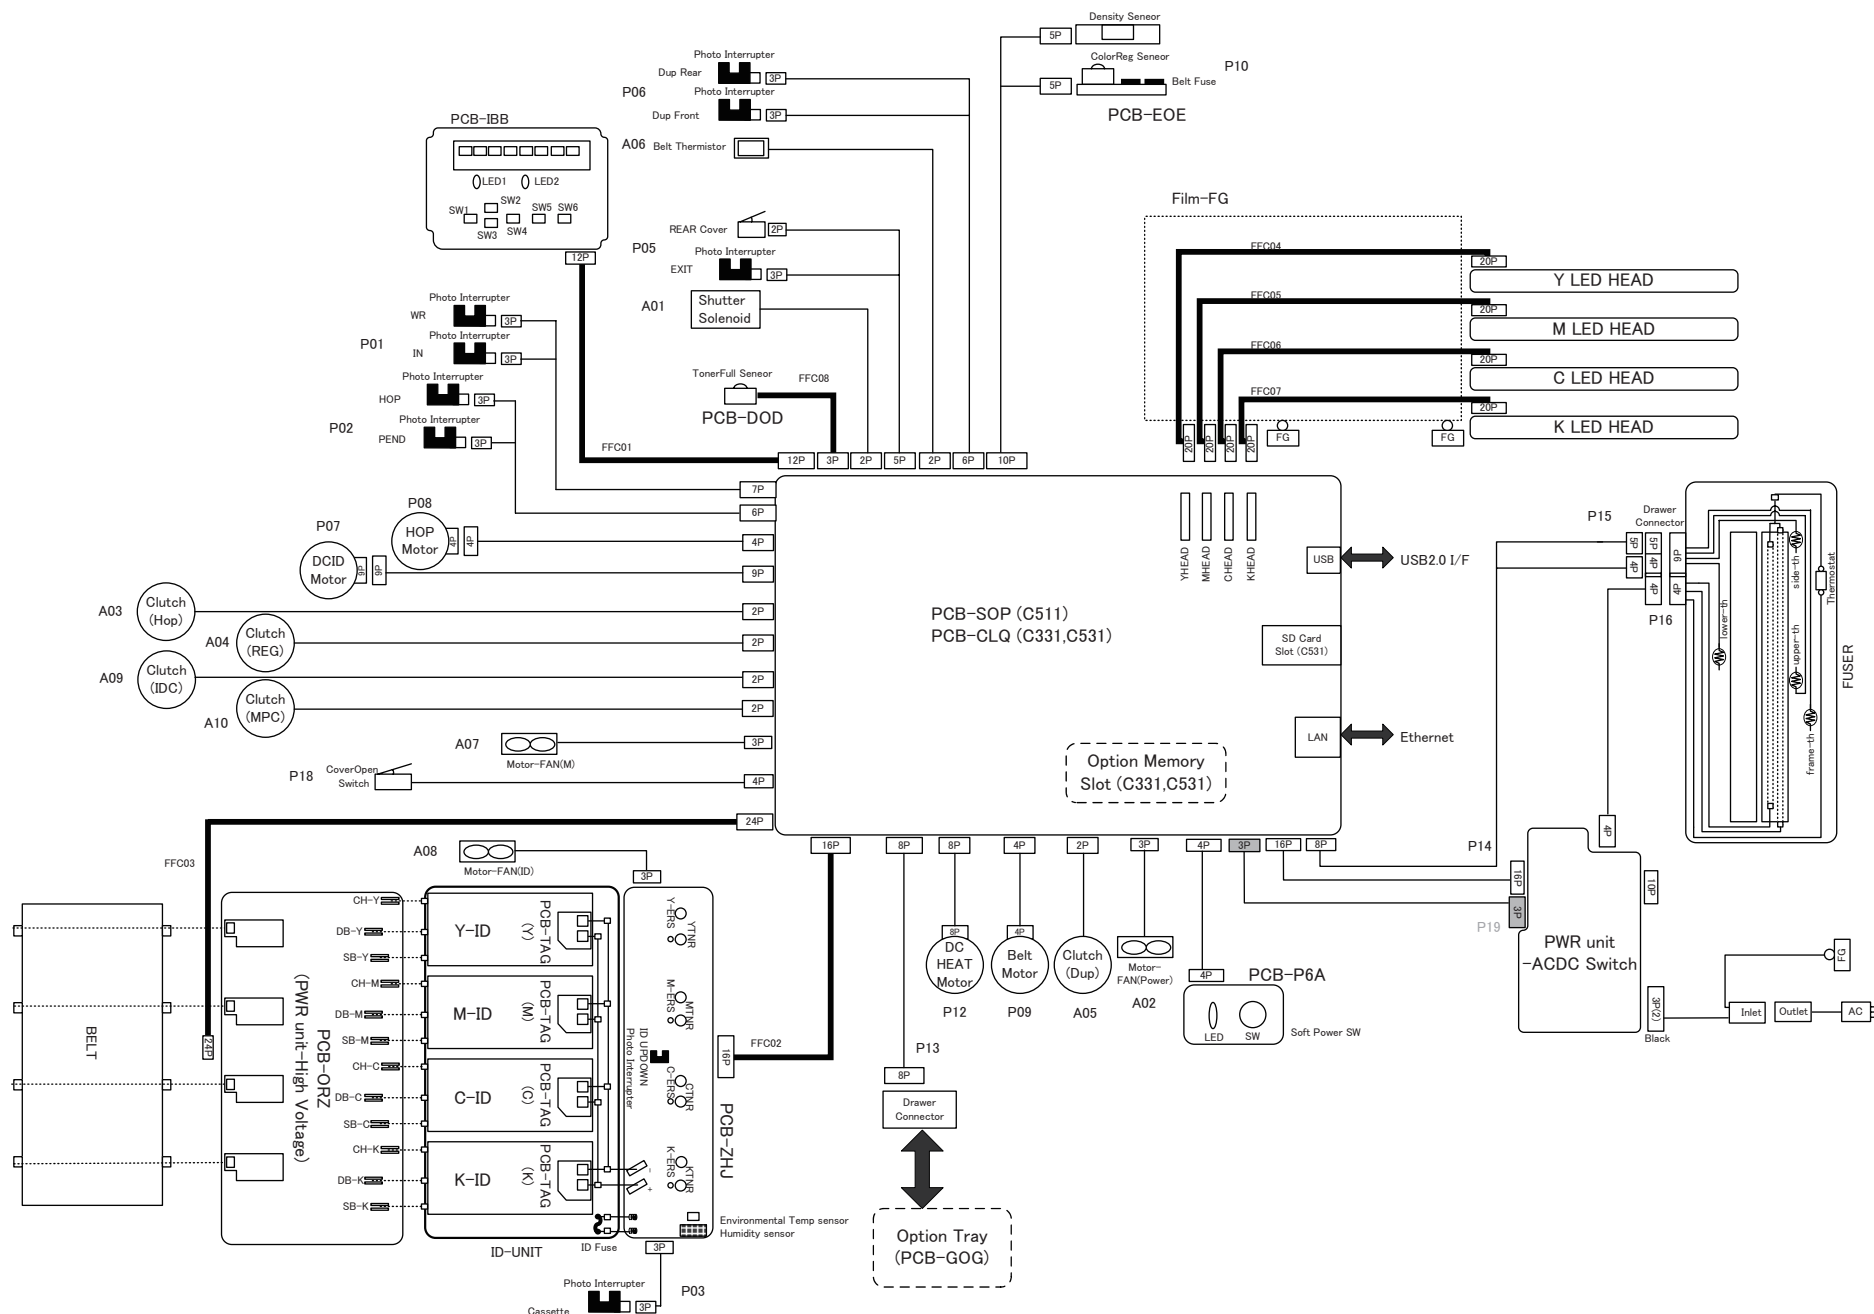 Density Seneor
5P
ColorReg Seneor
P10
5P
Belt Fuse
PCB-EOE
Photo Interrupter
Dup Rear
3P
P06
Photo Interrupter
Dup Front
3P
A06
Belt Thermistor
PCB-IBB
LED1
LED2
SW1
SW2
SW3
SW4
SW5
SW6
12P
REAR Cover
2P
P05
Photo Interrupter
EXIT
3P
A01
Shutter
Solenoid
Photo Interrupter
WR
3P
P01
IN
Photo Interrupter
3P
Photo Interrupter
HOP
3P
P02
Photo Interrupter
PEND
3P
TonerFull Seneor
FFC08
PCB-DOD
FFC01
12P
3P
2P
5P
2P
6P
10P
Film-FG
FFC04
20P
Y LED HEAD
FFC05
20P
M LED HEAD
FFC06
20P
C LED HEAD
FFC07
20P
K LED HEAD
FG
FG
20P
20P
20P
20P
7P
6P
P08
HOP
Motor
4P
4P
4P
P07
DCID
Motor
9P
9P
9P
A03
Clutch
(Hop)
2P
A04
Clutch
(REG)
2P
A09
Clutch
(IDC)
2P
A10
Clutch
(MPC)
2P
A07
Motor-FAN(M)
3P
P18
CoverOpen
Switch
4P
24P
YHEAD
MHEAD
CHEAD
KHEAD
USB
USB2.0 I/F
PCB-SOP (C511)
PCB-CLQ (C331,C531)
SD Card
Slot (C531)
LAN
Ethernet
Option Memory
Slot (C331,C531)
P15
Drawer
Connector
5P
5P
P6
4P
4P
4P
4P
P16
side-th
Thermostat
lower-th
upper-th
frame-th
FUSER
FFC03
A08
Motor-FAN(ID)
3P
16P
8P
8P
4P
2P
3P
4P
3P
16P
8P
P14
4P
16P
10P
3P
P19
PWR unit
-ACDC Switch
FG
3P(2)
Black
Inlet
Outlet
AC
BELT
24P
PCB-ORZ
(PWR unit-High Voltage)
CH-Y
DB-Y
SB-Y
CH-M
DB-M
SB-M
CH-C
DB-C
SB-C
CH-K
DB-K
SB-K
Y-ID
PCB-TAG
(Y)
M-ID
PCB-TAG
(M)
C-ID
PCB-TAG
(C)
K-ID
PCB-TAG
(K)
ID-UNIT
ID Fuse
Y-ERS
YTNR
M-ERS
MTNR
ID UPDOWN
Photo Interrupter
C-ERS
CTNR
K-ERS
KTNR
-
+
16P
FFC02
PCB-ZHJ
Environmental Temp sensor
Humidity sensor
3P
P03
Photo Interrupter
Cassette
3P
P13
8P
Drawer
Connector
Option Tray
(PCB-GOG)
8P
DC
HEAT
Motor
P12
4P
Belt
Motor
P09
Clutch
(Dup)
A05
Motor-
FAN(Power)
A02
4P
PCB-P6A
LED
SW
Soft Power SW